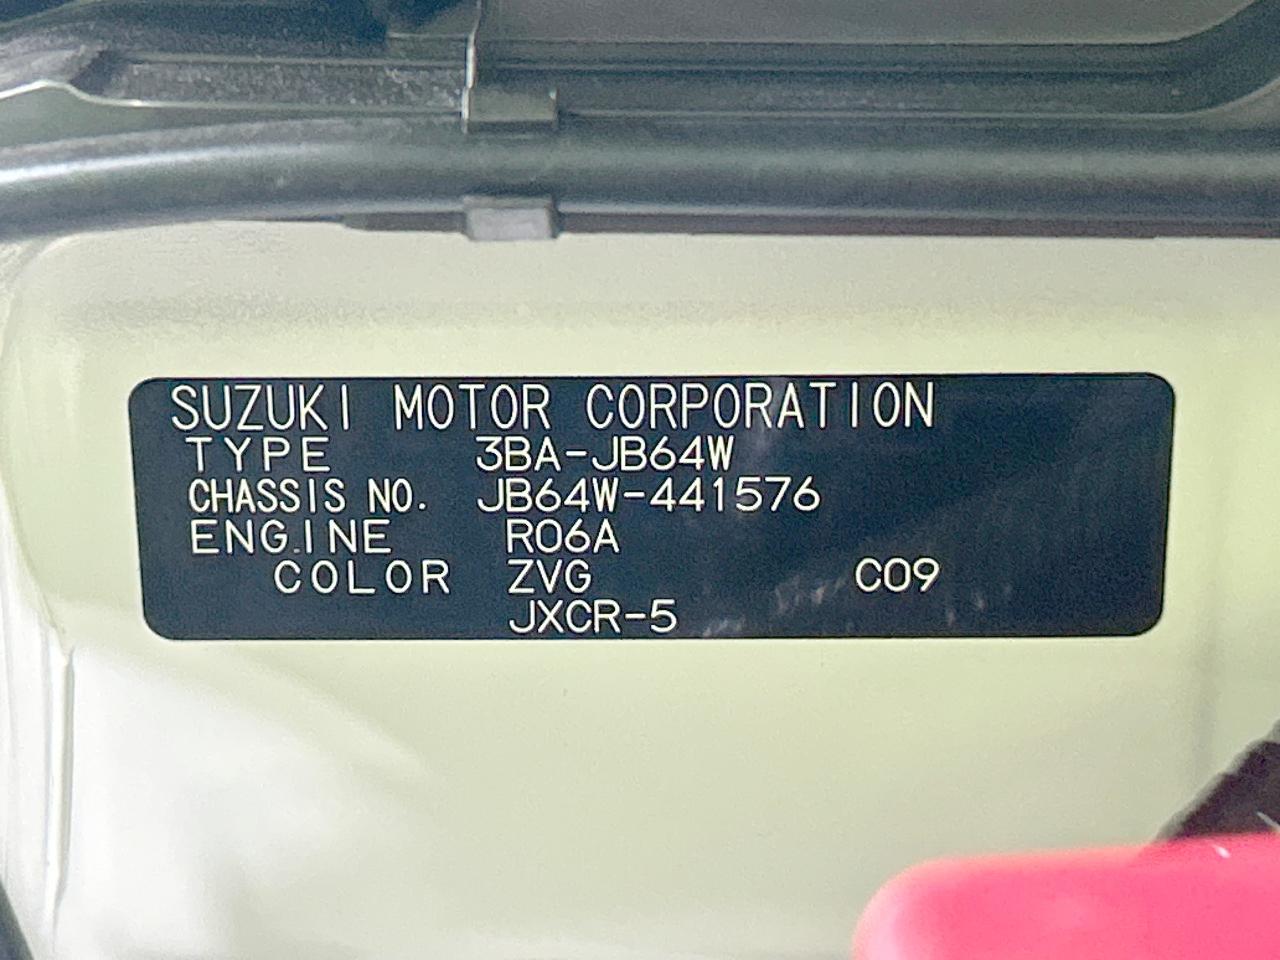 SUZUKI MOTOR CORPORATION
TYPE 3BA-JB64W
CHASSIS NO. JB64W-441576
ENGINE R06A
COLOR ZVG C09
JXCR-5